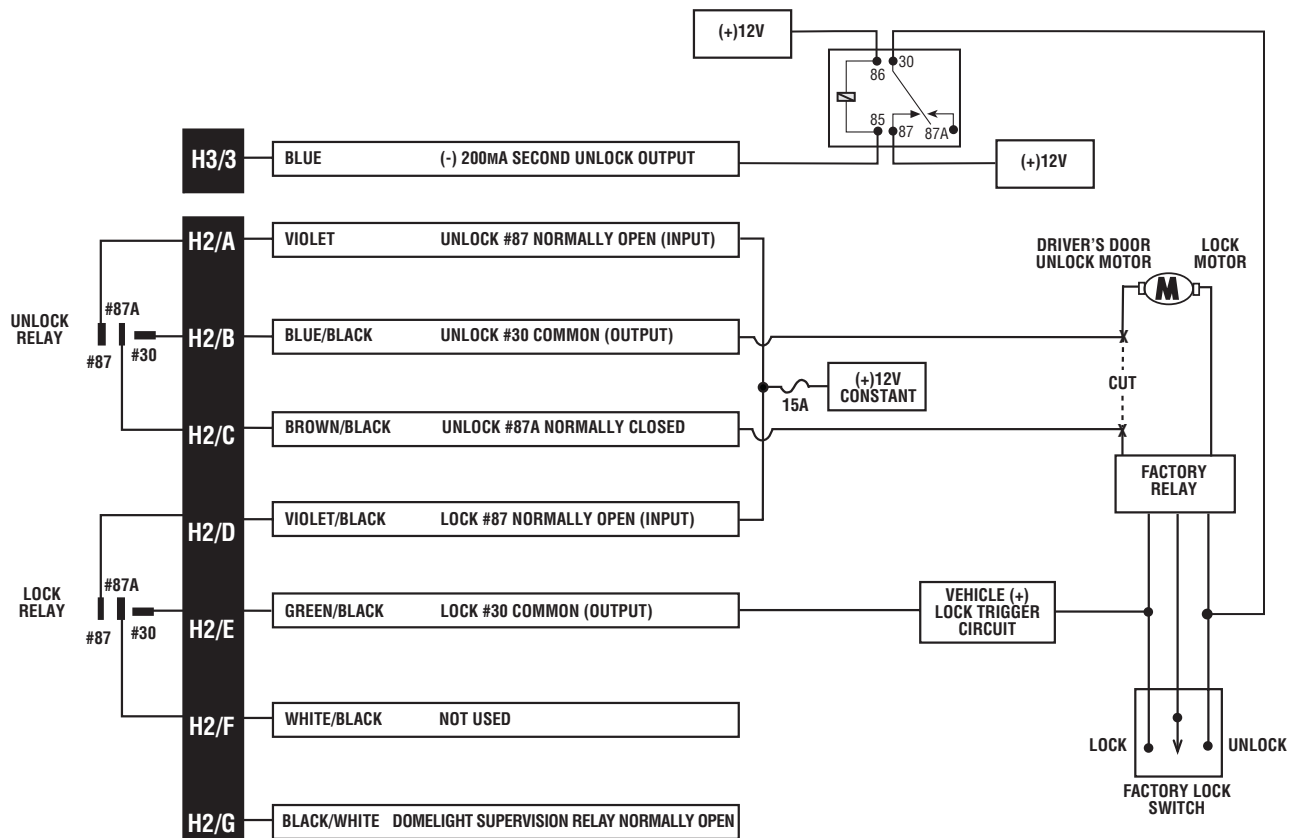 (+)12V
86
30
85
87
87A
(+)12V
H3/3
BLUE (-) 200MA SECOND UNLOCK OUTPUT
H2/A
VIOLET UNLOCK #87 NORMALLY OPEN (INPUT)
DRIVER'S DOOR
UNLOCK MOTOR
LOCK
MOTOR
M
UNLOCK
RELAY
#87A
#87
#30
H2/B
BLUE/BLACK UNLOCK #30 COMMON (OUTPUT)
CUT
15A
(+)12V
CONSTANT
H2/C
BROWN/BLACK UNLOCK #87A NORMALLY CLOSED
FACTORY
RELAY
H2/D
VIOLET/BLACK LOCK #87 NORMALLY OPEN (INPUT)
LOCK
RELAY
#87A
#87
#30
H2/E
GREEN/BLACK LOCK #30 COMMON (OUTPUT)
VEHICLE (+)
LOCK TRIGGER
CIRCUIT
H2/F
WHITE/BLACK NOT USED
LOCK
UNLOCK
FACTORY LOCK
SWITCH
H2/G
BLACK/WHITE DOMELIGHT SUPERVISION RELAY NORMALLY OPEN